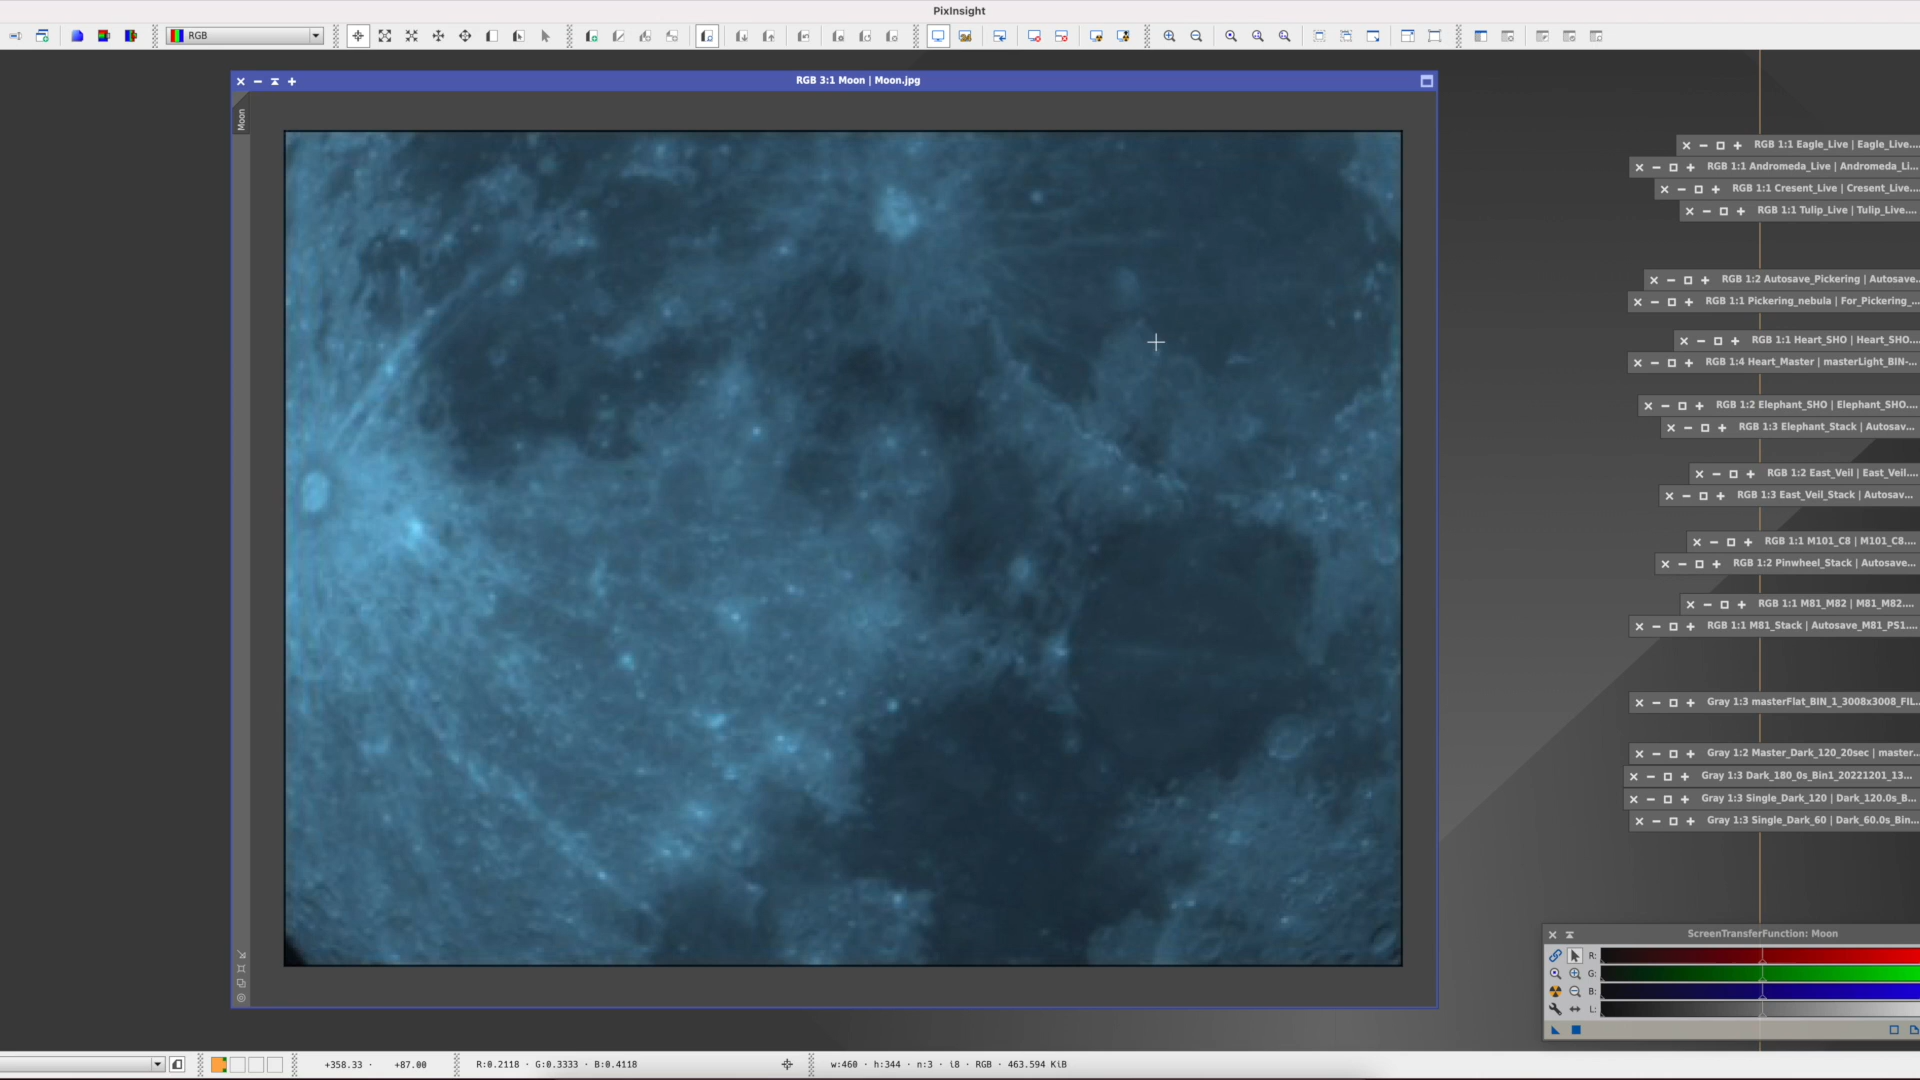 PixInsight
RGB
RGB 3:1 Moon | Moon.jpg
Moon
RGB 1:1 Eagle_Live | Eagle_Live....
RGB 1:1 Andromeda_Live | Andromeda_Li...
RGB 1:1 Cresent_Live | Cresent_Live....
RGB 1:1 Tulip_Live | Tulip_Live....
RGB 1:2 Autosave_Pickering | Autosave...
RGB 1:1 Pickering_nebula | For_Pickering_...
RGB 1:1 Heart_SHO | Heart_SHO....
RGB 1:4 Heart_Master | masterLight_BIN-...
RGB 1:2 Elephant_SHO | Elephant_SHO....
RGB 1:3 Elephant_Stack | Autosav...
RGB 1:2 East_Veil | East_Veil....
RGB 1:3 East_Veil_Stack | Autosav...
RGB 1:1 M101_C8 | M101_C8....
RGB 1:2 Pinwheel_Stack | Autosave...
RGB 1:1 M81_M82 | M81_M82....
RGB 1:1 M81_Stack | Autosave_M81_PS1....
Gray 1:3 masterFlat_BIN_1_3008x3008_FIL...
Gray 1:2 Master_Dark_120_20sec | master...
Gray 1:3 Dark_180_0s_Bin1_20221201_13...
Gray 1:3 Single_Dark_120 | Dark_120.0s_B...
Gray 1:3 Single_Dark_60 | Dark_60.0s_Bin...
ScreenTransferFunction: Moon
R:
G:
B:
L:
+358.33 · +87.00 R:0.2118 · G:0.3333 · B:0.4118 w:460 · h:344 · n:3 · i8 · RGB · 463.594 KiB